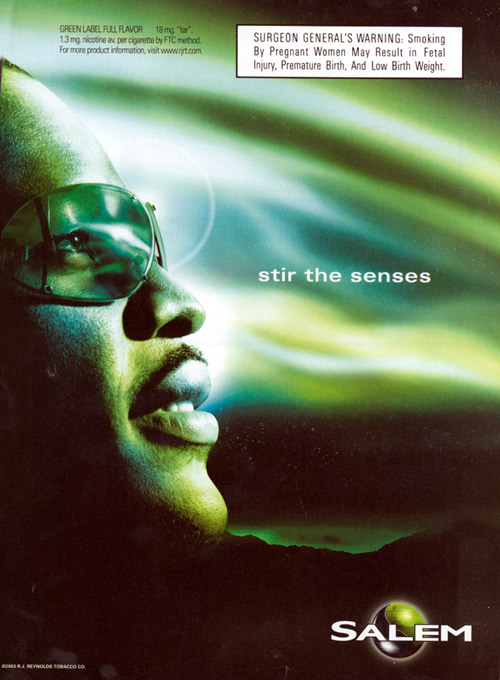 GREEN LABEL FULL FLAVOR 18 mg. "tar",
1.3 mg. nicotine av. per cigarette by FTC method.
For more product information, visit www.rjrt.com.
SURGEON GENERAL'S WARNING: Smoking
By Pregnant Women May Result in Fetal
Injury, Premature Birth, And Low Birth Weight.
stir the senses
SALEM
©2003 R.J. REYNOLDS TOBACCO CO.